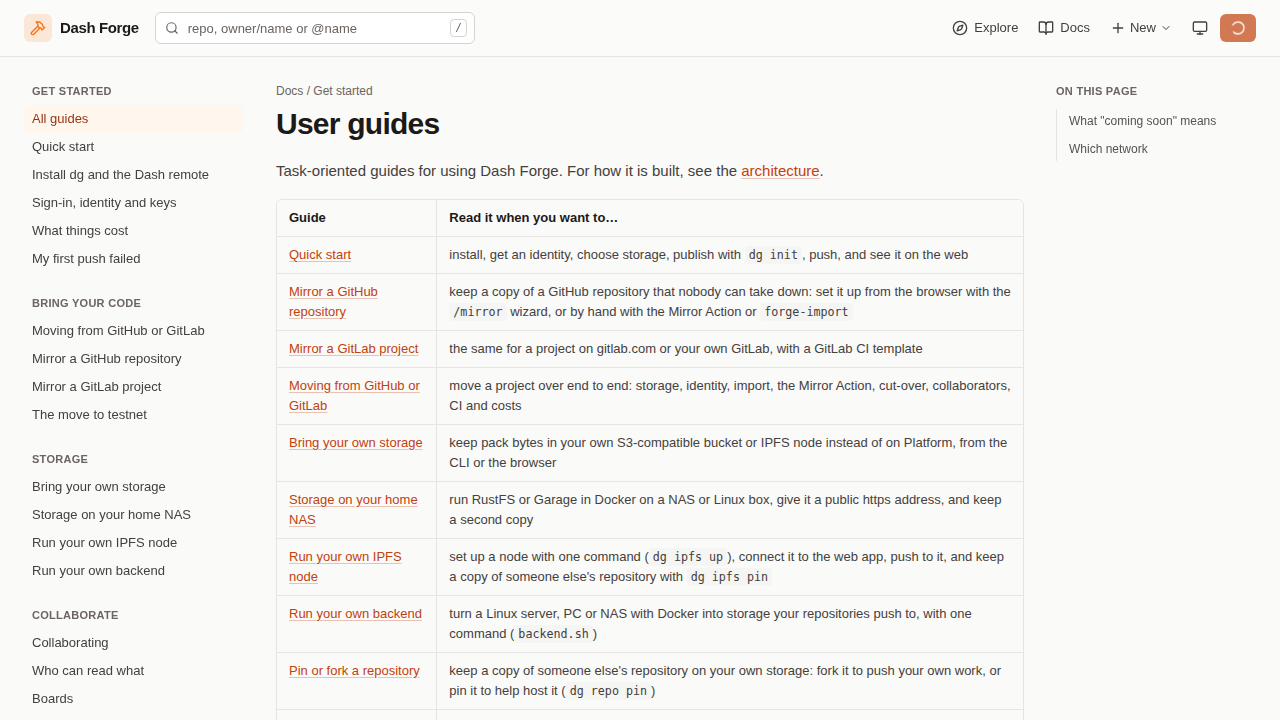 Dash Forge
repo, owner/name or @name
/
Explore
Docs
New
GET STARTED
All guides
Quick start
Install dg and the Dash remote
Sign-in, identity and keys
What things cost
My first push failed
BRING YOUR CODE
Moving from GitHub or GitLab
Mirror a GitHub repository
Mirror a GitLab project
The move to testnet
STORAGE
Bring your own storage
Storage on your home NAS
Run your own IPFS node
Run your own backend
COLLABORATE
Collaborating
Who can read what
Boards
Docs / Get started
User guides
Task-oriented guides for using Dash Forge. For how it is built, see the architecture.
Guide
Read it when you want to…
Quick start
install, get an identity, choose storage, publish with dg init, push, and see it on the web
Mirror a GitHub
repository
keep a copy of a GitHub repository that nobody can take down: set it up from the browser with the
/mirror wizard, or by hand with the Mirror Action or forge-import
Mirror a GitLab project
the same for a project on gitlab.com or your own GitLab, with a GitLab CI template
Moving from GitHub or
GitLab
move a project over end to end: storage, identity, import, the Mirror Action, cut-over, collaborators,
CI and costs
Bring your own storage
keep pack bytes in your own S3-compatible bucket or IPFS node instead of on Platform, from the
CLI or the browser
Storage on your home
NAS
run RustFS or Garage in Docker on a NAS or Linux box, give it a public https address, and keep
a second copy
Run your own IPFS
node
set up a node with one command (dg ipfs up), connect it to the web app, push to it, and keep
a copy of someone else's repository with dg ipfs pin
Run your own backend
turn a Linux server, PC or NAS with Docker into storage your repositories push to, with one
command (backend.sh)
Pin or fork a repository
keep a copy of someone else's repository on your own storage: fork it to push your own work, or
pin it to help host it (dg repo pin)
ON THIS PAGE
What "coming soon" means
Which network